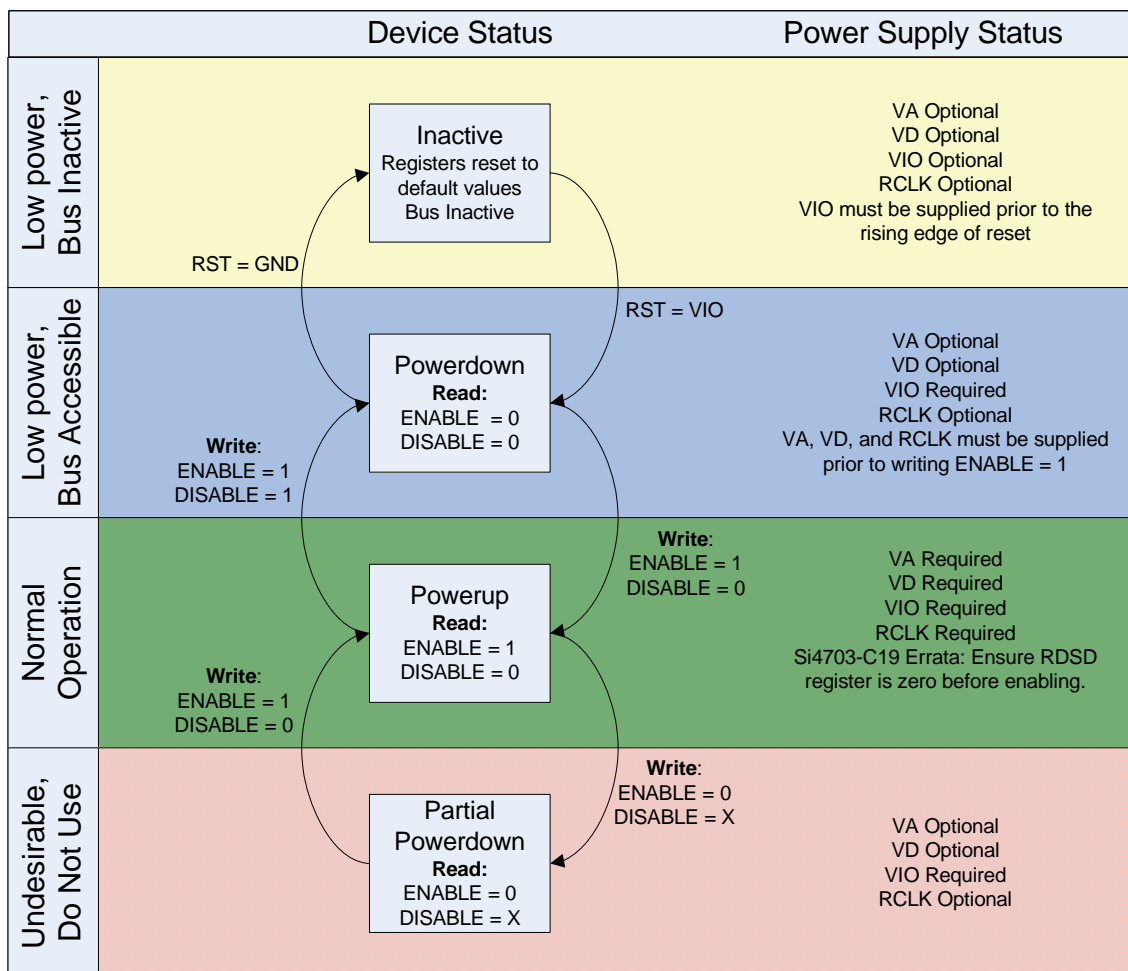 Device Status
Power Supply Status
Low power,
Bus Inactive
Inactive
Registers reset to
default values
Bus Inactive
RST = GND
VA Optional
VD Optional
VIO Optional
RCLK Optional
VIO must be supplied prior to the
rising edge of reset
Low power,
Bus Accessible
RST = VIO
Powerdown
Read:
ENABLE = 0
DISABLE = 0
Write:
ENABLE = 1
DISABLE = 1
VA Optional
VD Optional
VIO Required
RCLK Optional
VA, VD, and RCLK must be supplied
prior to writing ENABLE = 1
Normal
Operation
Write:
ENABLE = 1
DISABLE = 0
Powerup
Read:
ENABLE = 1
DISABLE = 0
Write:
ENABLE = 1
DISABLE = 0
VA Required
VD Required
VIO Required
RCLK Required
Si4703-C19 Errata: Ensure RDSD
register is zero before enabling.
Undesirable,
Do Not Use
Write:
ENABLE = 0
DISABLE = X
Partial
Powerdown
Read:
ENABLE = 0
DISABLE = X
VA Optional
VD Optional
VIO Required
RCLK Optional